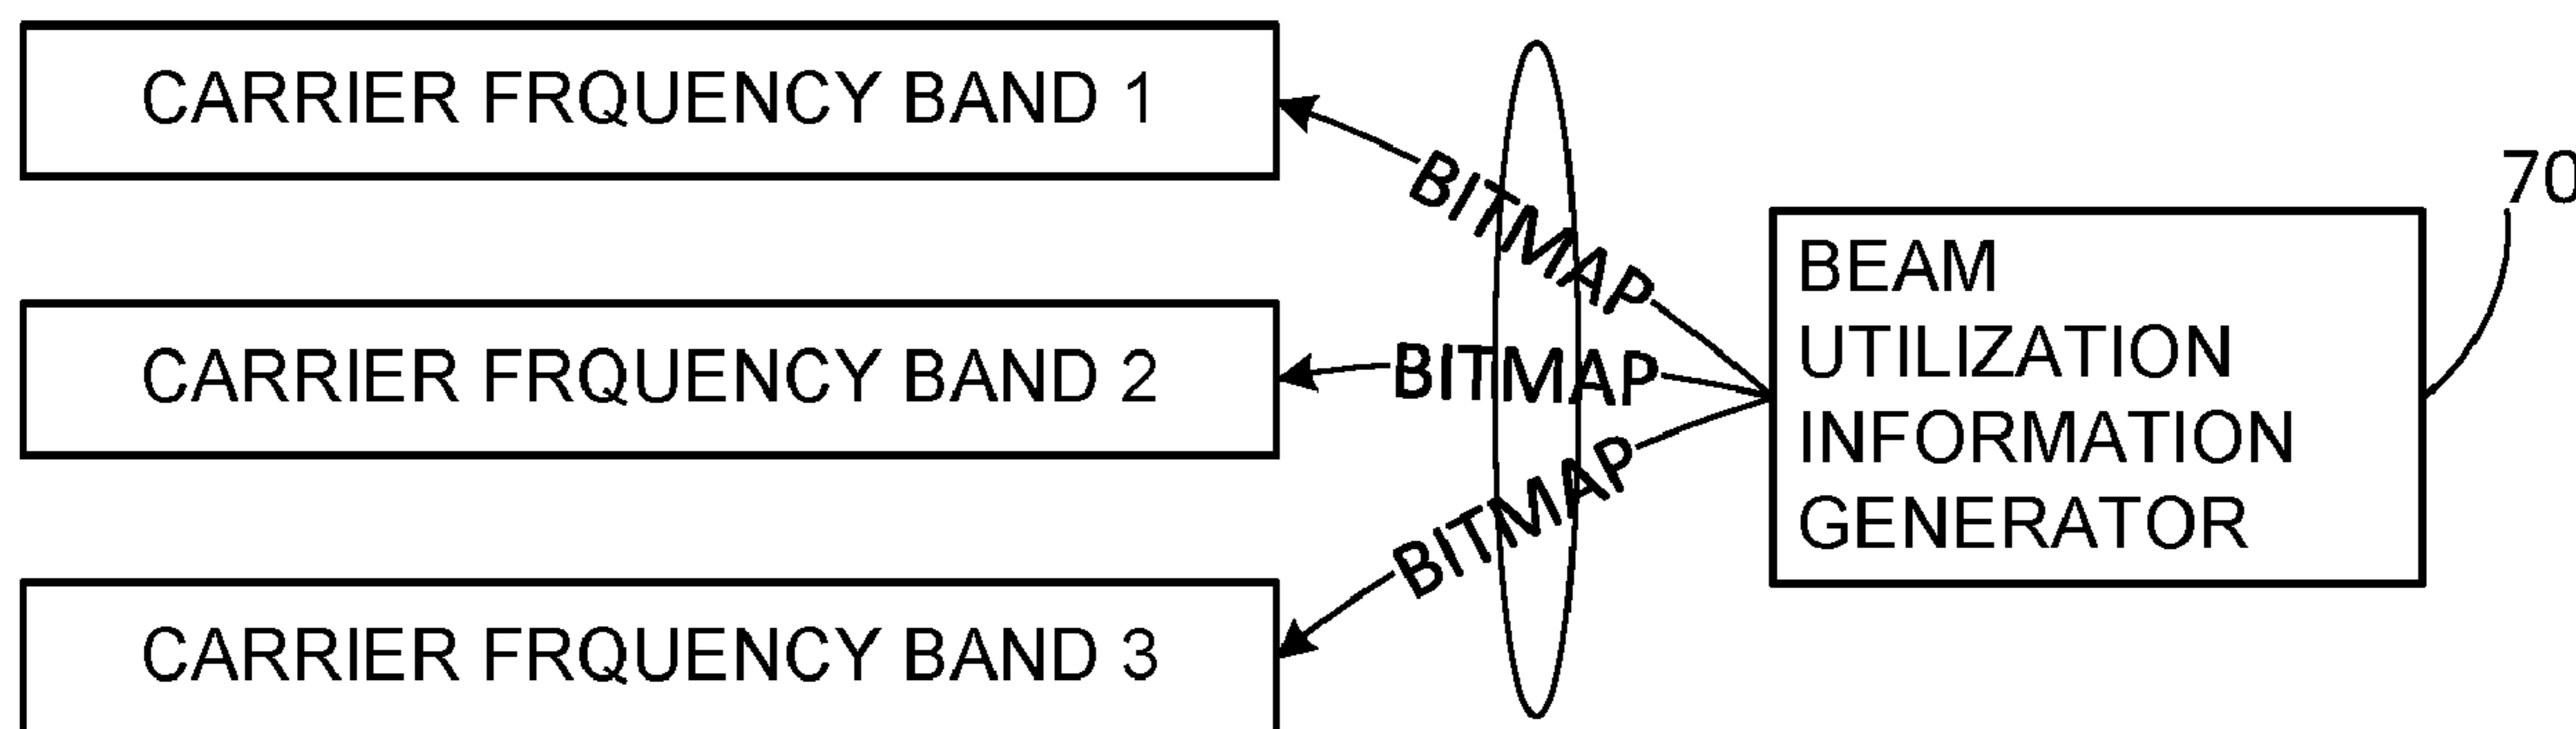 CARRIER FRQUENCY BAND 1
BITMAP
70
BEAM
UTILIZATION
INFORMATION
GENERATOR
CARRIER FRQUENCY BAND 2
BITMAP
BITMAP
CARRIER FRQUENCY BAND 3